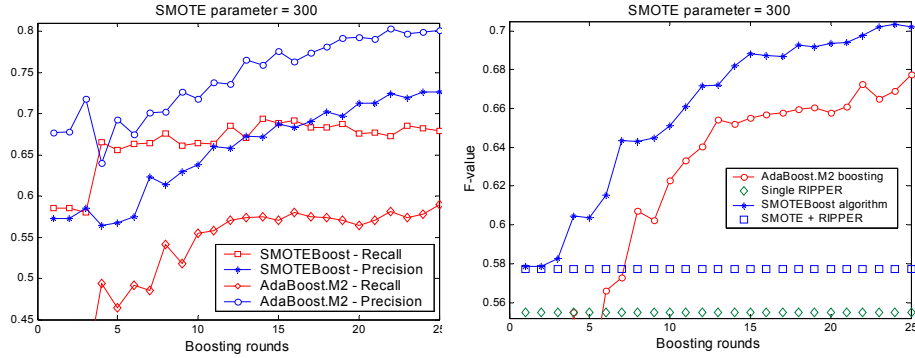 SMOTE parameter = 300
0.8
0.75
0.7
0.65
0.6
0.55
0.5
0.45
0
5
10
15
20
25
Boosting rounds
SMOTEBoost - Recall
SMOTEBoost - Precision
AdaBoost.M2 - Recall
AdaBoost.M2 - Precision
SMOTE parameter = 300
F-value
0.7
0.68
0.66
0.64
0.62
0.6
0.58
0.56
0
5
10
15
20
25
Boosting rounds
AdaBoost.M2 boosting
Single RIPPER
SMOTEBoost algorithm
SMOTE + RIPPER